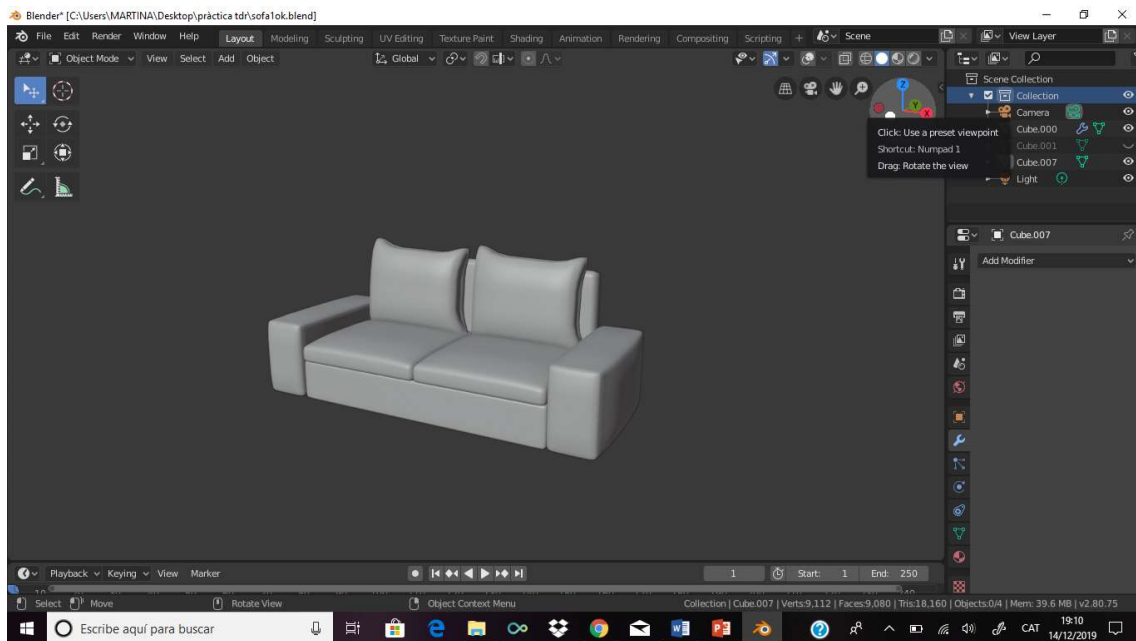 Blender* [C:\Users\MARTINA\Desktop\pràctica tdr\sofa1ok.blend]
File Edit Render Window Help Layout Modeling Sculpting UV Editing Texture Paint Shading Animation Rendering Compositing Scripting + Scene View Layer
Object Mode View Select Add Object Global
Scene Collection
Collection
Camera
Cube.000
Cube.001
Cube.007
Light
Z
Y
X
Click: Use a preset viewpoint
Shortcut: Numpad 1
Drag: Rotate the view
Cube.007
Add Modifier
Playback Keying View Marker 1 Start: 1 End: 250
Select Move Rotate View Object Context Menu Collection | Cube.007 | Verts:9,112 | Faces:9,080 | Tris:18,160 | Objects:0/4 | Mem: 39.6 MB | v2.80.75
Escribe aquí para buscar CAT 19:10
14/12/2019